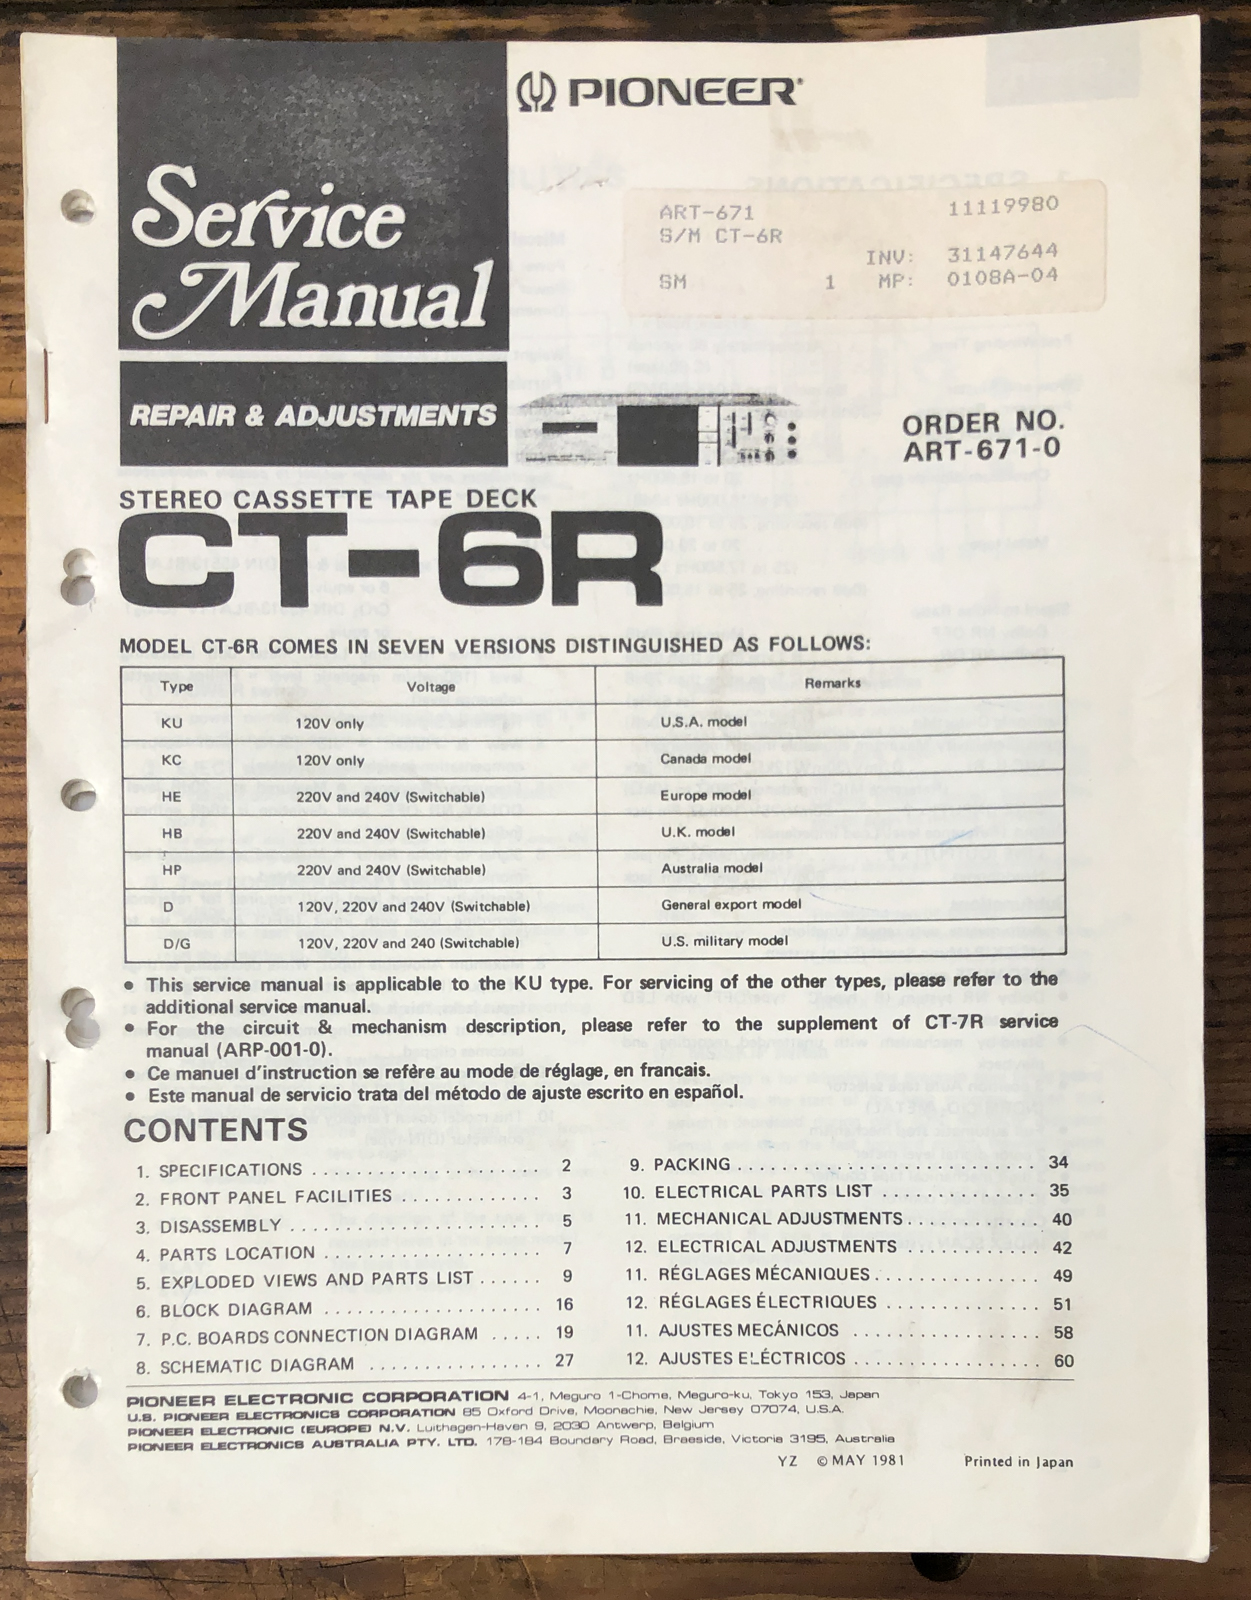 PIONEER
Service
Manual
ART-671 11119980
S/M CT-6R
INV: 31147644
SM 1 MP: 0108A-04
REPAIR & ADJUSTMENTS
ORDER NO.
ART-671-0
STEREO CASSETTE TAPE DECK
CT-6R
MODEL CT-6R COMES IN SEVEN VERSIONS DISTINGUISHED AS FOLLOWS:
Type Voltage Remarks
KU 120V only U.S.A. model
KC 120V only Canada model
HE 220V and 240V (Switchable) Europe model
HB 220V and 240V (Switchable) U.K. model
HP 220V and 240V (Switchable) Australia model
D 120V, 220V and 240V (Switchable) General export model
D/G 120V, 220V and 240 (Switchable) U.S. military model
• This service manual is applicable to the KU type. For servicing of the other types, please refer to the
additional service manual.
• For the circuit & mechanism description, please refer to the supplement of CT-7R service
manual (ARP-001-0).
• Ce manuel d'instruction se refère au mode de réglage, en francais.
• Este manual de servicio trata del método de ajuste escrito en español.
CONTENTS
1. SPECIFICATIONS . . . . . . . . . . . . . . . . . . . . . . 2
2. FRONT PANEL FACILITIES . . . . . . . . . . . . . 3
3. DISASSEMBLY . . . . . . . . . . . . . . . . . . . . . . . . 5
4. PARTS LOCATION . . . . . . . . . . . . . . . . . . . . 7
5. EXPLODED VIEWS AND PARTS LIST . . . . . . 9
6. BLOCK DIAGRAM . . . . . . . . . . . . . . . . . . . . 16
7. P.C. BOARDS CONNECTION DIAGRAM . . . . . 19
8. SCHEMATIC DIAGRAM . . . . . . . . . . . . . . . . 27
9. PACKING . . . . . . . . . . . . . . . . . . . . . . . . . . . 34
10. ELECTRICAL PARTS LIST . . . . . . . . . . . . . . 35
11. MECHANICAL ADJUSTMENTS . . . . . . . . . . . . 40
12. ELECTRICAL ADJUSTMENTS . . . . . . . . . . . . 42
11. RÉGLAGES MÉCANIQUES . . . . . . . . . . . . . . . 49
12. RÉGLAGES ÉLECTRIQUES . . . . . . . . . . . . . . 51
11. AJUSTES MECÁNICOS . . . . . . . . . . . . . . . . . 58
12. AJUSTES ELÉCTRICOS . . . . . . . . . . . . . . . . . 60
PIONEER ELECTRONIC CORPORATION 4-1, Meguro 1-Chome, Meguro-ku, Tokyo 153, Japan
U.S. PIONEER ELECTRONICS CORPORATION 85 Oxford Drive, Moonachie, New Jersey 07074, U.S.A.
PIONEER ELECTRONIC (EUROPE) N.V. Luithagen-Haven 9, 2030 Antwerp, Belgium
PIONEER ELECTRONICS AUSTRALIA PTY. LTD. 178-184 Boundary Road, Braeside, Victoria 3195, Australia
YZ © MAY 1981 Printed in Japan